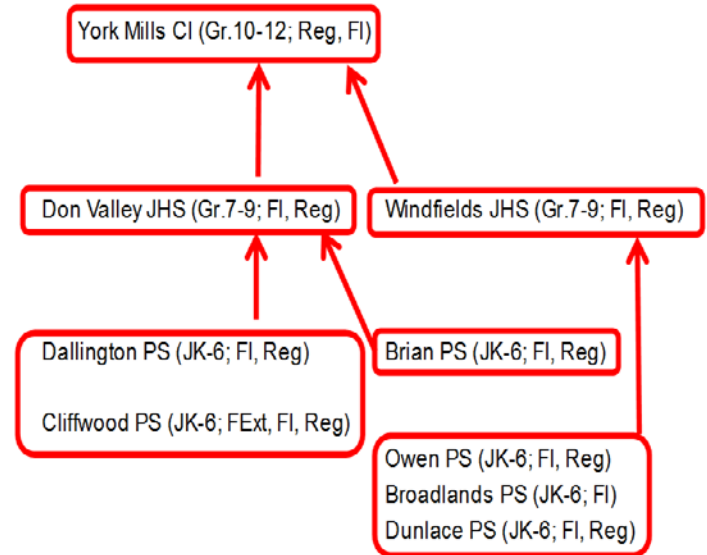 York Mills CI (Gr.10-12; Reg, FI)
Don Valley JHS (Gr.7-9; FI, Reg)
Windfields JHS (Gr.7-9; FI, Reg)
Dallington PS (JK-6; FI, Reg)
Cliffwood PS (JK-6; FExt, FI, Reg)
Brian PS (JK-6; FI, Reg)
Owen PS (JK-6; FI, Reg)
Broadlands PS (JK-6; FI)
Dunlace PS (JK-6; FI, Reg)